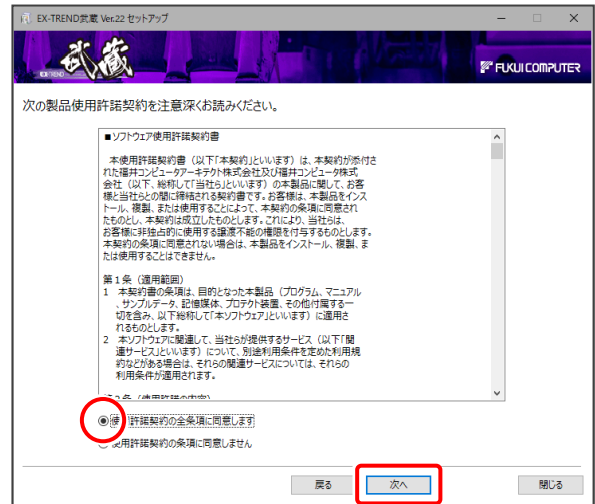 EX-TREND武蔵 Ver.22 セットアップ
EX-TREND
武蔵
FUKUI COMPUTER
次の製品使用許諾契約を注意深くお読みください。
■ソフトウェア使用許諾契約書
本使用許諾契約書（以下「本契約」といいます）は、本契約が添付さ
れた福井コンピュータアーキテクト株式会社及び福井コンピュータ株式
会社（以下、総称して「当社ら」といいます）の本製品に関して、お客
様と当社らとの間に締結される契約書です。お客様は、本製品をインス
トール、複製、または使用することによって、本契約の条項に同意され
たものとし、本契約は成立したものとします。これにより、当社らは、
お客様に非独占的に使用する譲渡不能の権限を付与するものとします。
本契約の条項に同意されない場合は、本製品をインストール、複製、ま
たは使用することはできません。
第１条（適用範囲）
１　本契約書の条項は、目的となった本製品（プログラム、マニュアル
、サンプルデータ、記憶媒体、プロテクト装置、その他付属する一
切を含み、以下総称して「本ソフトウェア」といいます）に適用さ
れるものとします。
２　本ソフトウェアに関連して、当社らが提供するサービス（以下「関
連サービス」といいます）について、別途利用条件を定めた利用規
約などがある場合は、それらの関連サービスについては、それらの
利用条件が適用されます。
使用許諾契約の全条項に同意します
使用許諾契約の条項に同意しません
戻る
次へ
閉じる